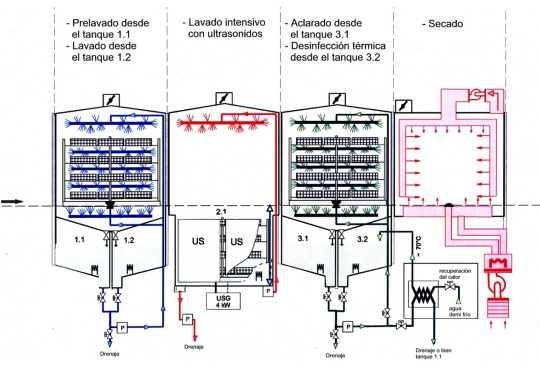 - Prelavado desde
el tanque 1.1
- Lavado desde
el tanque 1.2
- Lavado intensivo
con ultrasonidos
- Aclarado desde
el tanque 3.1
- Desinfección térmica
desde el tanque 3.2
- Secado
1.1
1.2
2.1
US
US
USG
4 kW
3.1
3.2
~ 70°C
recuperación
del calor
agua
demi frío
P
P
P
P
Drenaje
Drenaje
Drenaje
Drenaje o bien
tanque 1.1